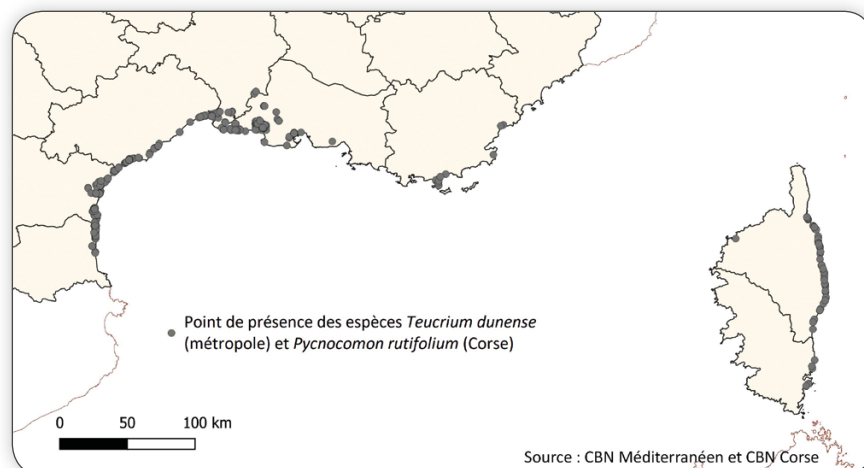 Point de présence des espèces Teucrium dunense
(métropole) et Pycnocomon rutifolium (Corse)
0 50 100 km
Source : CBN Méditerranéen et CBN Corse